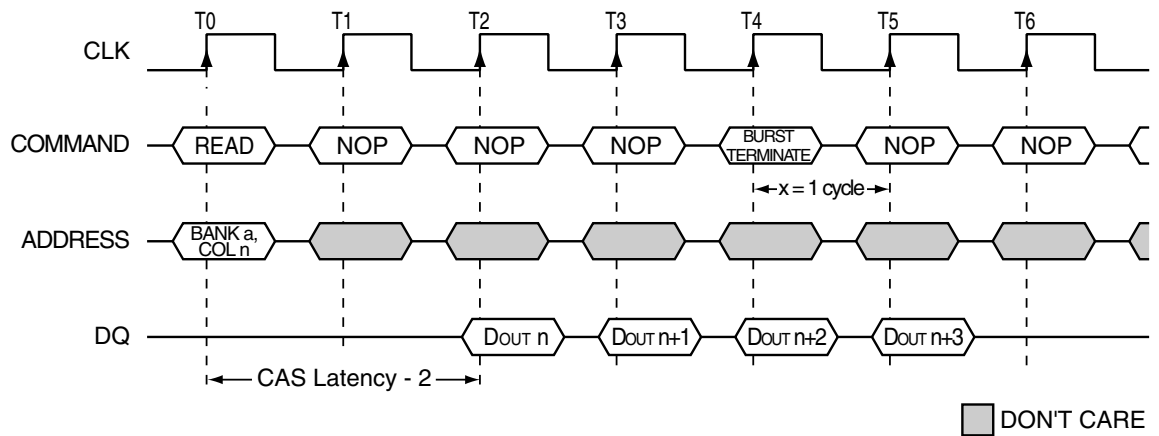 T0 T1 T2 T3 T4 T5 T6
CLK
COMMAND READ NOP NOP NOP BURST TERMINATE NOP NOP
x = 1 cycle
ADDRESS BANK a, COL n
DQ DOUT n DOUT n+1 DOUT n+2 DOUT n+3
CAS Latency - 2
DON'T CARE